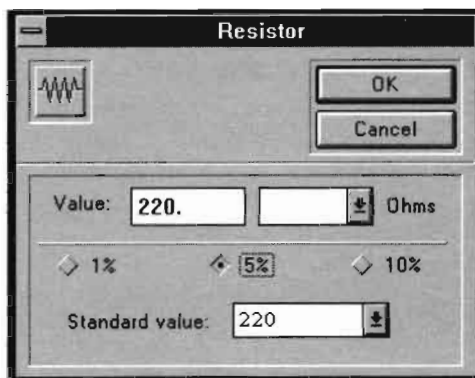 Resistor
OK
Cancel
Value: 220. Ohms
1% 5% 10%
Standard value: 220